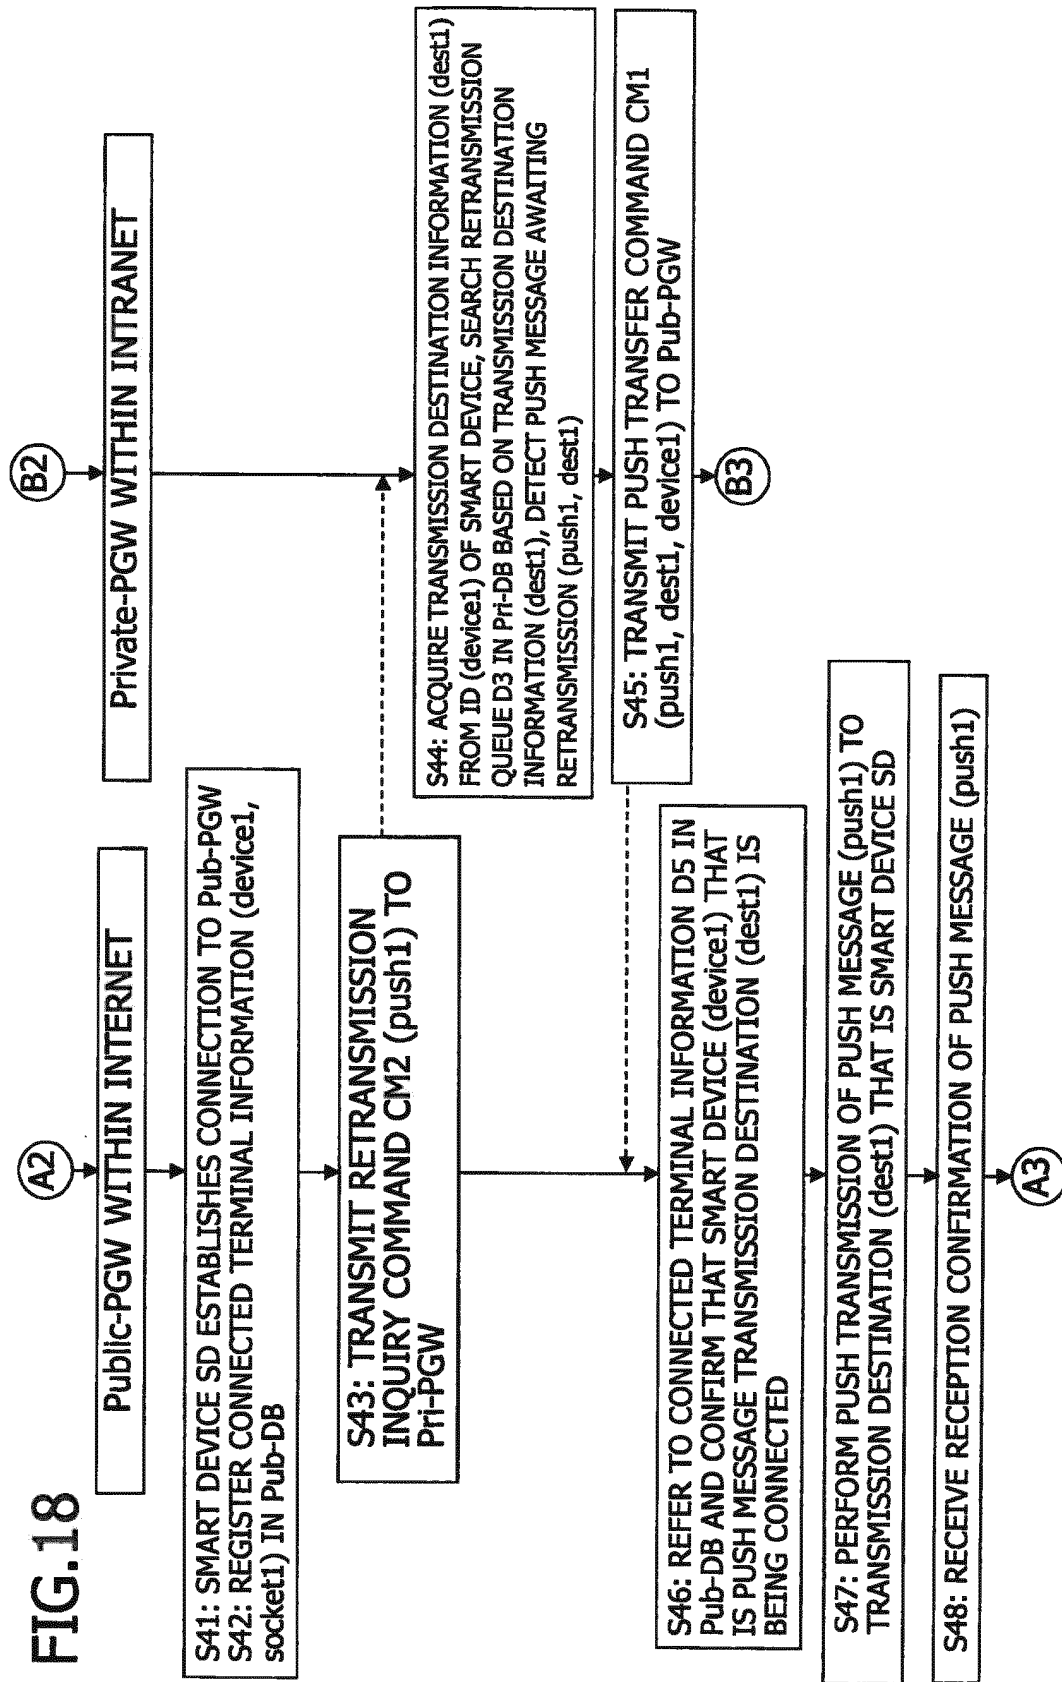 FIG.18
A2
Public-PGW WITHIN INTERNET
S41: SMART DEVICE SD ESTABLISHES CONNECTION TO Pub-PGW
S42: REGISTER CONNECTED TERMINAL INFORMATION (device1,
socket1) IN Pub-DB
S43: TRANSMIT RETRANSMISSION
INQUIRY COMMAND CM2 (push1) TO
Pri-PGW
S46: REFER TO CONNECTED TERMINAL INFORMATION D5 IN
Pub-DB AND CONFIRM THAT SMART DEVICE (device1) THAT
IS PUSH MESSAGE TRANSMISSION DESTINATION (dest1) IS
BEING CONNECTED
S47: PERFORM PUSH TRANSMISSION OF PUSH MESSAGE (push1) TO
TRANSMISSION DESTINATION (dest1) THAT IS SMART DEVICE SD
S48: RECEIVE RECEPTION CONFIRMATION OF PUSH MESSAGE (push1)
A3
B2
Private-PGW WITHIN INTRANET
S44: ACQUIRE TRANSMISSION DESTINATION INFORMATION (dest1)
FROM ID (device1) OF SMART DEVICE, SEARCH RETRANSMISSION
QUEUE D3 IN Pri-DB BASED ON TRANSMISSION DESTINATION
INFORMATION (dest1), DETECT PUSH MESSAGE AWAITING
RETRANSMISSION (push1, dest1)
S45: TRANSMIT PUSH TRANSFER COMMAND CM1
(push1, dest1, device1) TO Pub-PGW
B3